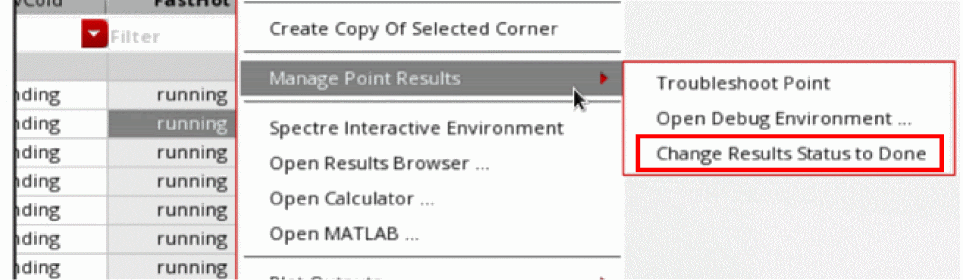 FastHot
Filter
Create Copy Of Selected Corner
Manage Point Results
Troubleshoot Point
Open Debug Environment ...
Change Results Status to Done
Spectre Interactive Environment
Open Results Browser ...
Open Calculator ...
Open MATLAB ...
nding running
nding running
nding running
nding running
nding running
nding running
nding running